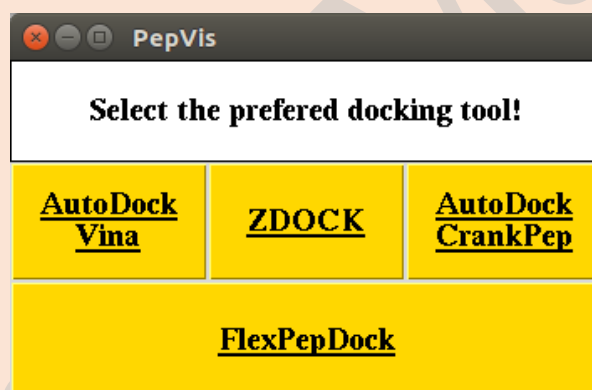 PepVis
Select the prefered docking tool!
AutoDock
Vina
ZDOCK
AutoDock
CrankPep
FlexPepDock